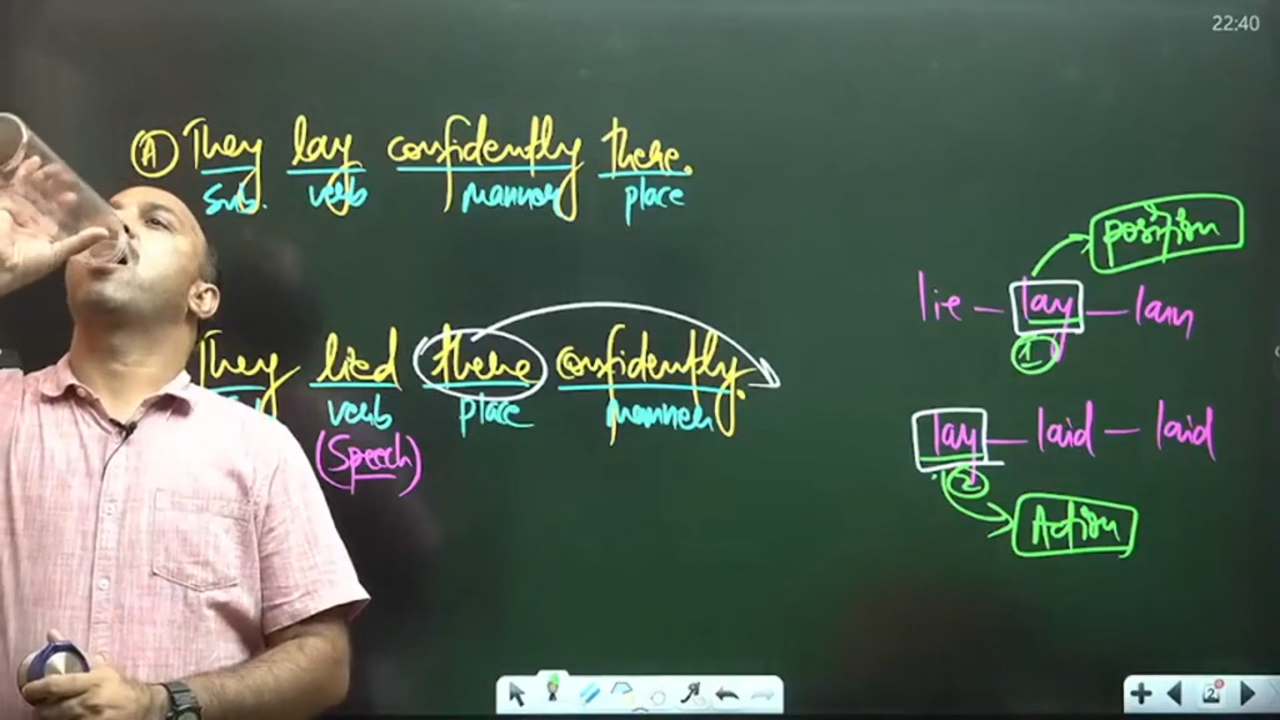 22:40
A They lay confidently there.
sub. verb manner place
position
lie – lay – lain
1
They lied there confidently.
verb place manner
(Speech)
lay – laid – laid
2
Action
2